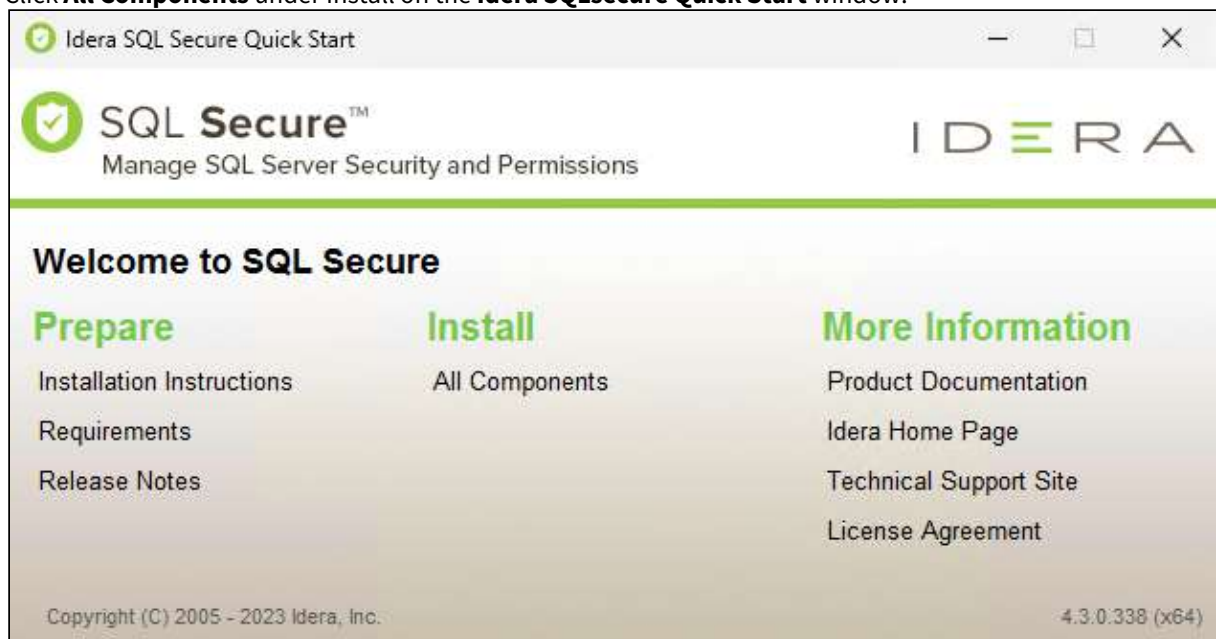 Click All Components under Install on the Idera SQLsecure Quick Start window.
Idera SQL Secure Quick Start
SQL Secure™
Manage SQL Server Security and Permissions
IDERA
Welcome to SQL Secure
Prepare
Installation Instructions
Requirements
Release Notes
Install
All Components
More Information
Product Documentation
Idera Home Page
Technical Support Site
License Agreement
Copyright (C) 2005 - 2023 Idera, Inc.
4.3.0.338 (x64)